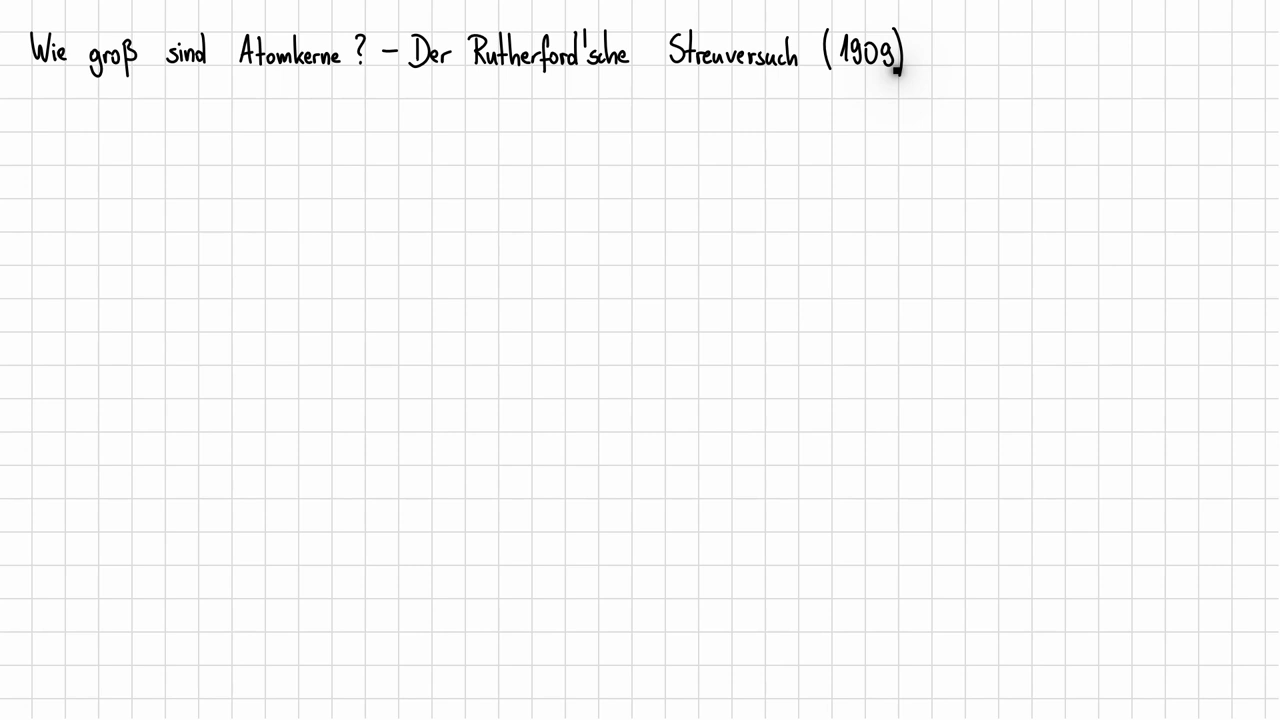 Wie groß sind Atomkerne? – Der Rutherford'sche Streuversuch (1909)